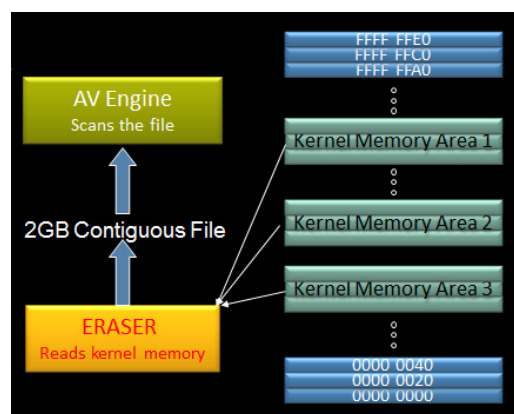 AV Engine
Scans the file
2GB Contiguous File
ERASER
Reads kernel memory
FFFF FFE0
FFFF FFC0
FFFF FFA0
Kernel Memory Area 1
Kernel Memory Area 2
Kernel Memory Area 3
0000 0040
0000 0020
0000 0000